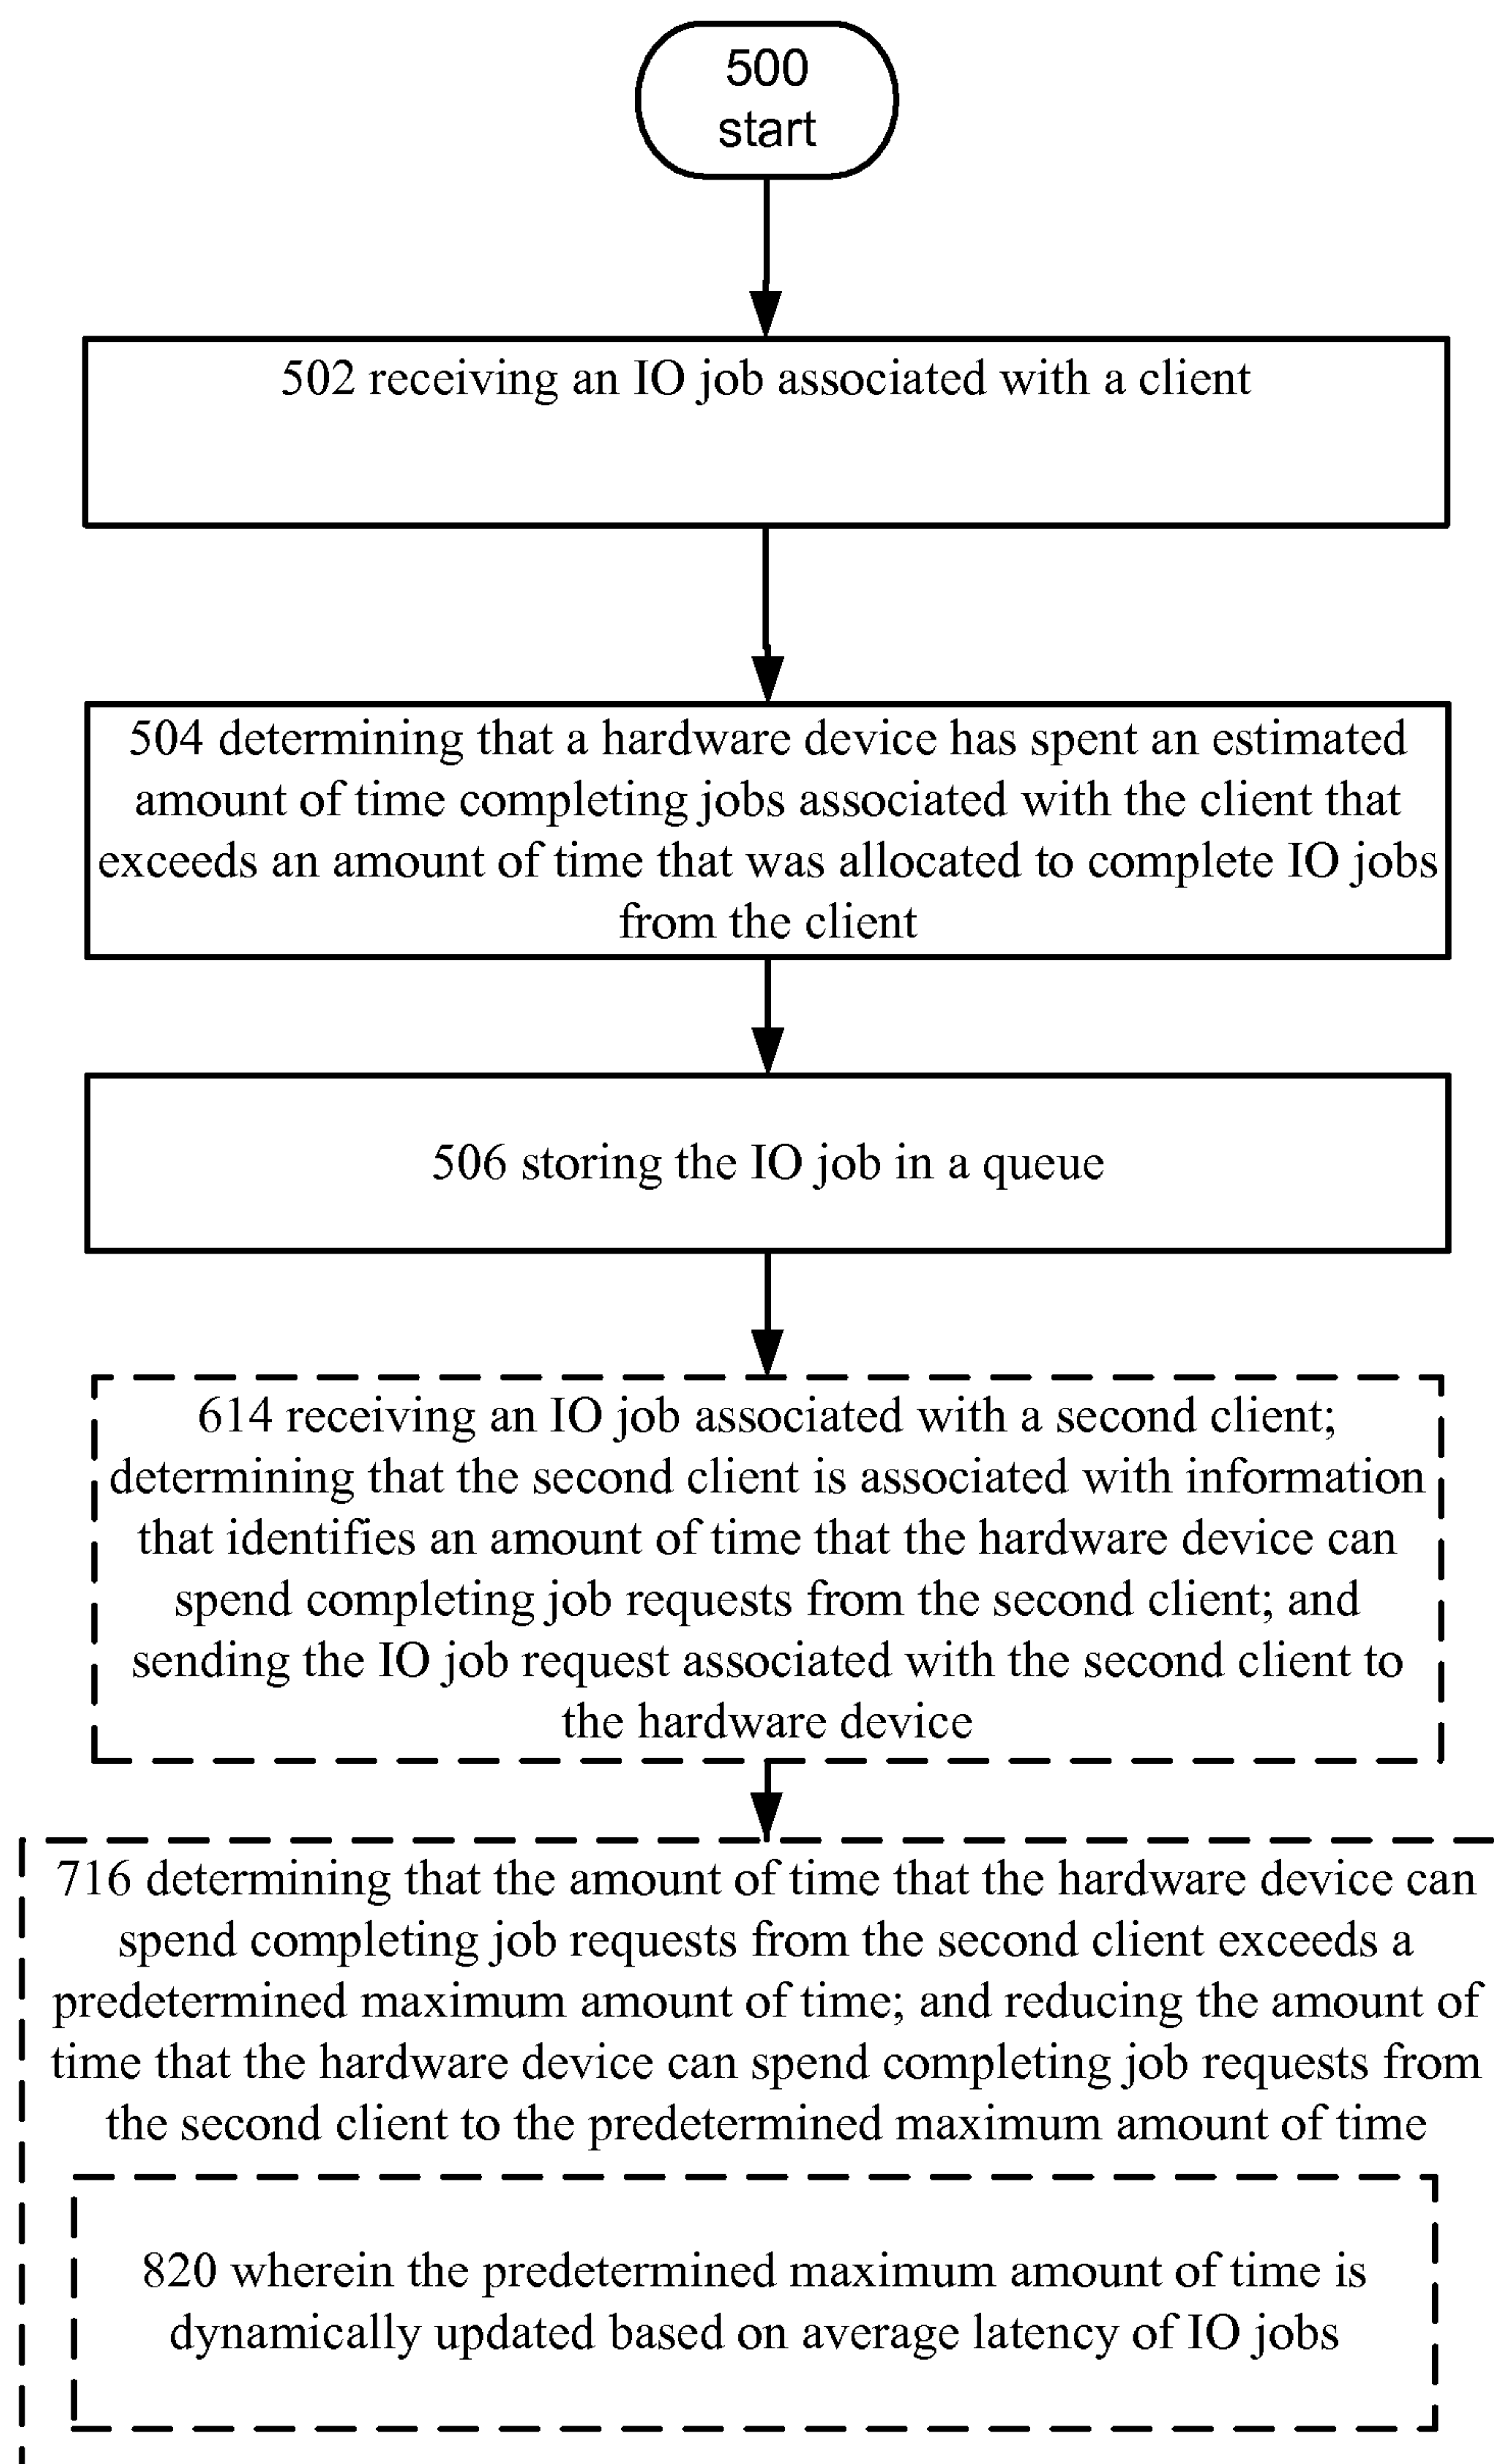 500
start
502 receiving an IO job associated with a client
504 determining that a hardware device has spent an estimated
amount of time completing jobs associated with the client that
exceeds an amount of time that was allocated to complete IO jobs
from the client
506 storing the IO job in a queue
614 receiving an IO job associated with a second client;
determining that the second client is associated with information
that identifies an amount of time that the hardware device can
spend completing job requests from the second client; and
sending the IO job request associated with the second client to
the hardware device
716 determining that the amount of time that the hardware device can
spend completing job requests from the second client exceeds a
predetermined maximum amount of time; and reducing the amount of
time that the hardware device can spend completing job requests from
the second client to the predetermined maximum amount of time
820 wherein the predetermined maximum amount of time is
dynamically updated based on average latency of IO jobs